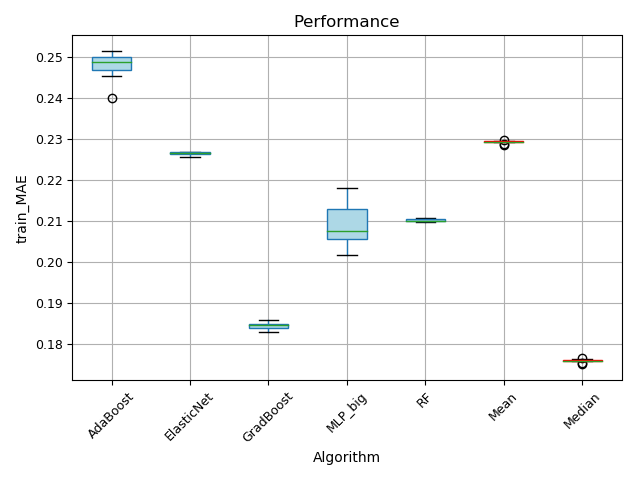 Performance
train_MAE
0.25
0.24
0.23
0.22
0.21
0.20
0.19
0.18
AdaBoost
ElasticNet
GradBoost
MLP_big
RF
Mean
Median
Algorithm